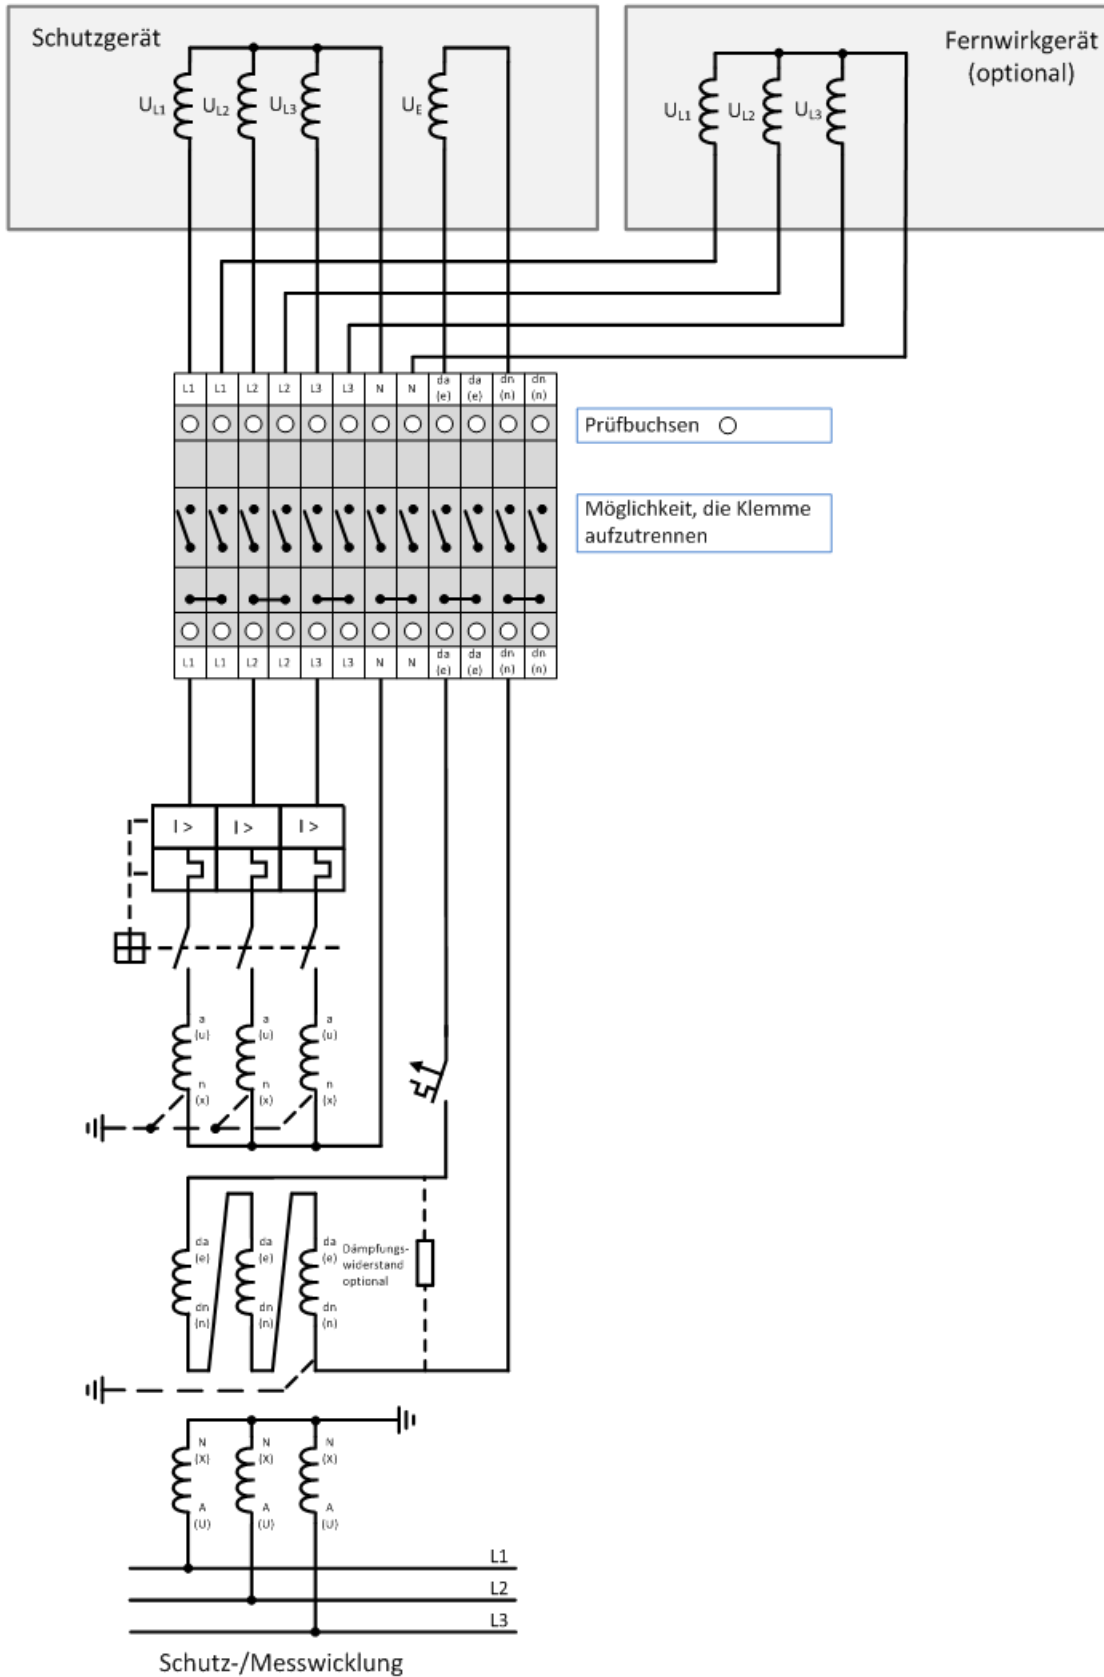 Schutzgerät
Fernwirkgerät
(optional)
UL1 UL2 UL3 UE
UL1 UL2 UL3
L1 L1 L2 L2 L3 L3 N N da (e) da (e) dn (n) dn (n)
Prüfbuchsen
Möglichkeit, die Klemme
aufzutrennen
L1 L1 L2 L2 L3 L3 N N da (e) da (e) dn (n) dn (n)
I > I > I >
a a a
(u) (u) (u)
n n n
(x) (x) (x)
da da da
(e) (e) (e)
Dämpfungs-
widerstand
optional
dn dn dn
(n) (n) (n)
N N N
(X) (X) (X)
A A A
(U) (U) (U)
L1
L2
L3
Schutz-/Messwicklung